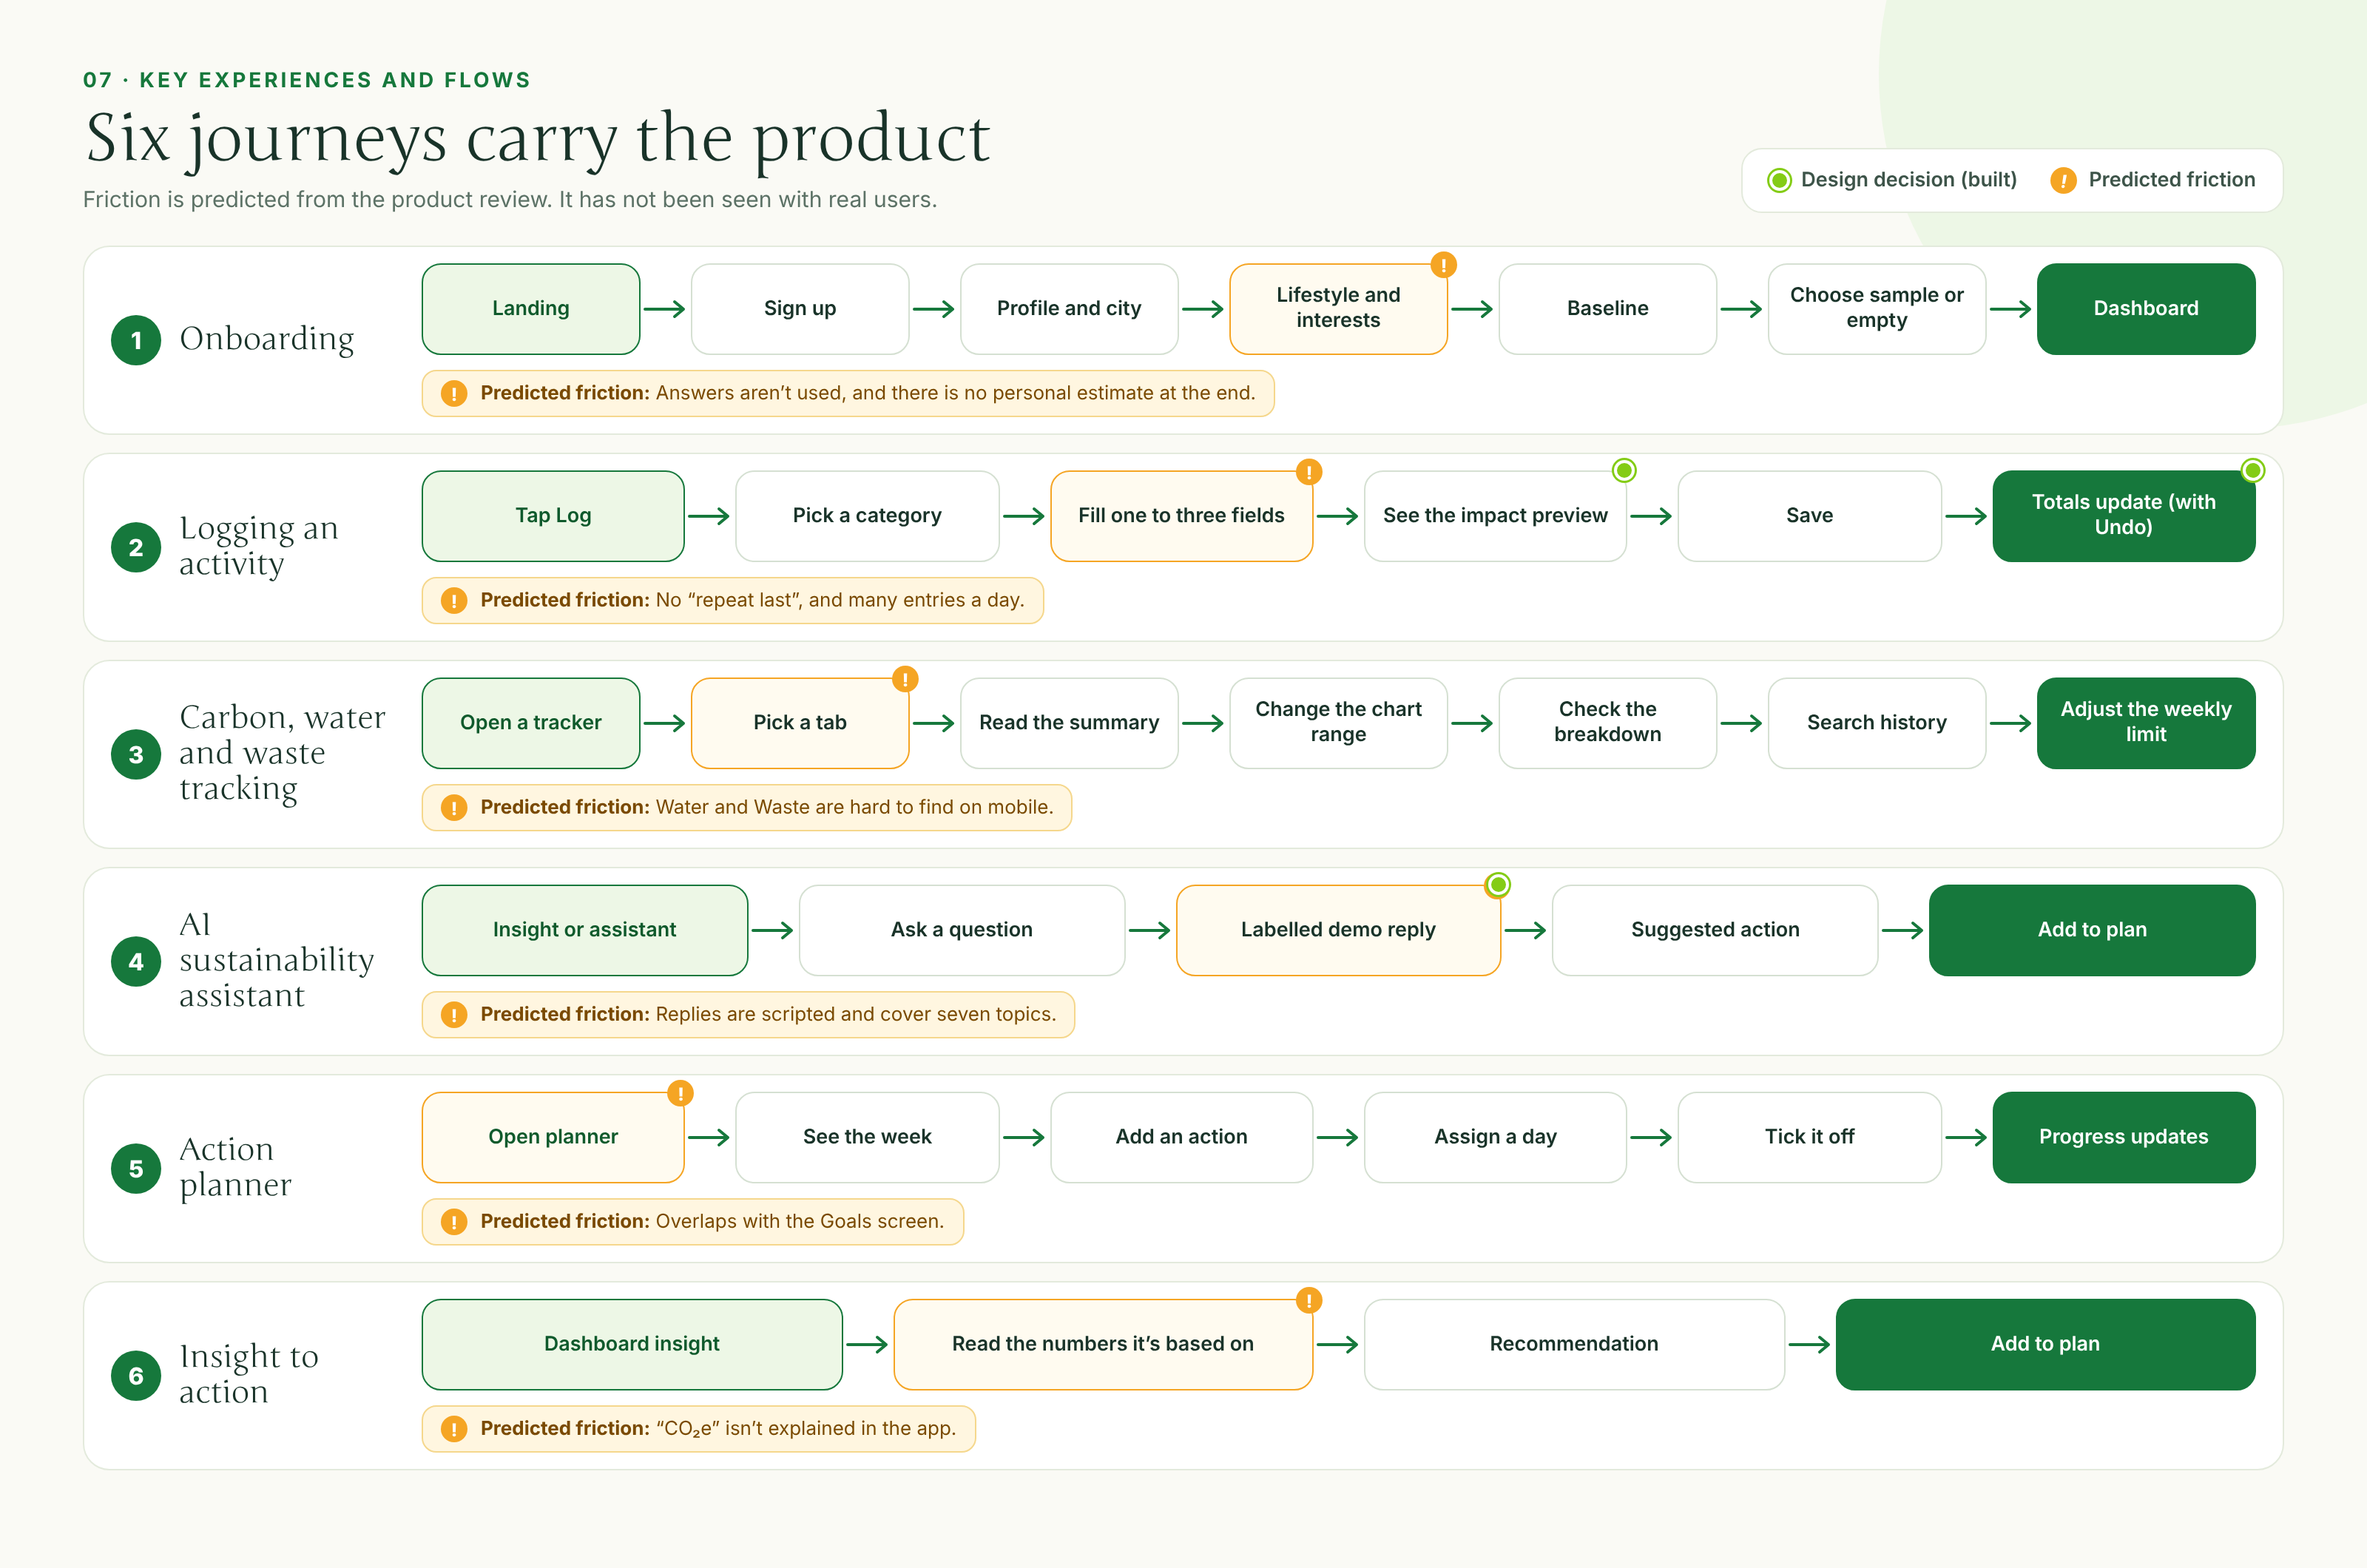 07 · KEY EXPERIENCES AND FLOWS
Six journeys carry the product
Friction is predicted from the product review. It has not been seen with real users.
Design decision (built)
! Predicted friction
1
Onboarding
Landing
Sign up
Profile and city
!
Lifestyle and
interests
Baseline
Choose sample or
empty
Dashboard
! Predicted friction: Answers aren’t used, and there is no personal estimate at the end.
2
Logging an
activity
Tap Log
Pick a category
!
Fill one to three fields
See the impact preview
Save
Totals update (with
Undo)
! Predicted friction: No “repeat last”, and many entries a day.
3
Carbon, water
and waste
tracking
Open a tracker
!
Pick a tab
Read the summary
Change the chart
range
Check the
breakdown
Search history
Adjust the weekly
limit
! Predicted friction: Water and Waste are hard to find on mobile.
4
AI
sustainability
assistant
Insight or assistant
Ask a question
Labelled demo reply
Suggested action
Add to plan
! Predicted friction: Replies are scripted and cover seven topics.
5
Action
planner
!
Open planner
See the week
Add an action
Assign a day
Tick it off
Progress updates
! Predicted friction: Overlaps with the Goals screen.
6
Insight to
action
Dashboard insight
!
Read the numbers it’s based on
Recommendation
Add to plan
! Predicted friction: “CO₂e” isn’t explained in the app.